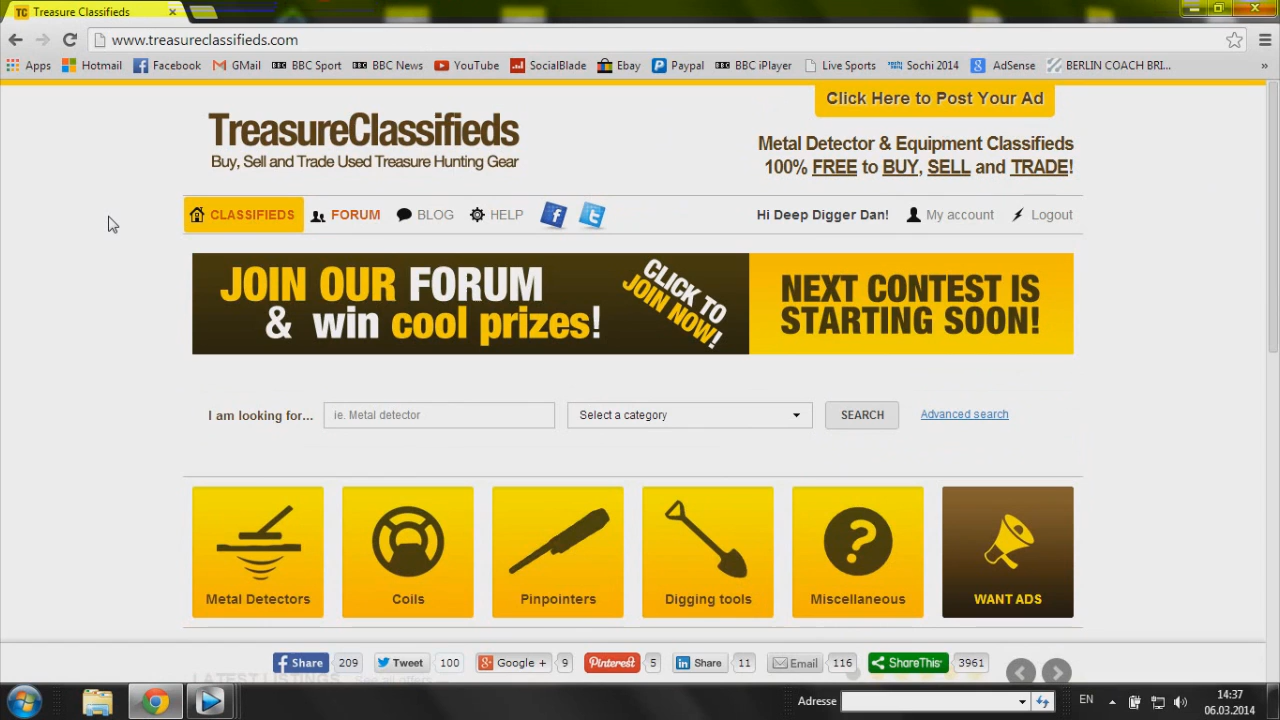 TC Treasure Classifieds
www.treasureclassifieds.com
Apps Hotmail Facebook GMail BBC Sport BBC News YouTube SocialBlade Ebay Paypal BBC iPlayer Live Sports Sochi 2014 AdSense BERLIN COACH BRI... »
Click Here to Post Your Ad
TreasureClassifieds
Buy, Sell and Trade Used Treasure Hunting Gear
Metal Detector & Equipment Classifieds
100% FREE to BUY, SELL and TRADE!
CLASSIFIEDS FORUM BLOG HELP Hi Deep Digger Dan! My account Logout
JOIN OUR FORUM
& win cool prizes!
CLICK TO
JOIN NOW!
NEXT CONTEST IS
STARTING SOON!
I am looking for... ie. Metal detector Select a category SEARCH Advanced search
Metal Detectors Coils Pinpointers Digging tools Miscellaneous WANT ADS
Share 209 Tweet 100 Google + 9 Pinterest 5 Share 11 Email 116 ShareThis 3961
LATEST LISTINGS See all offers
Adresse EN 14:37
06.03.2014